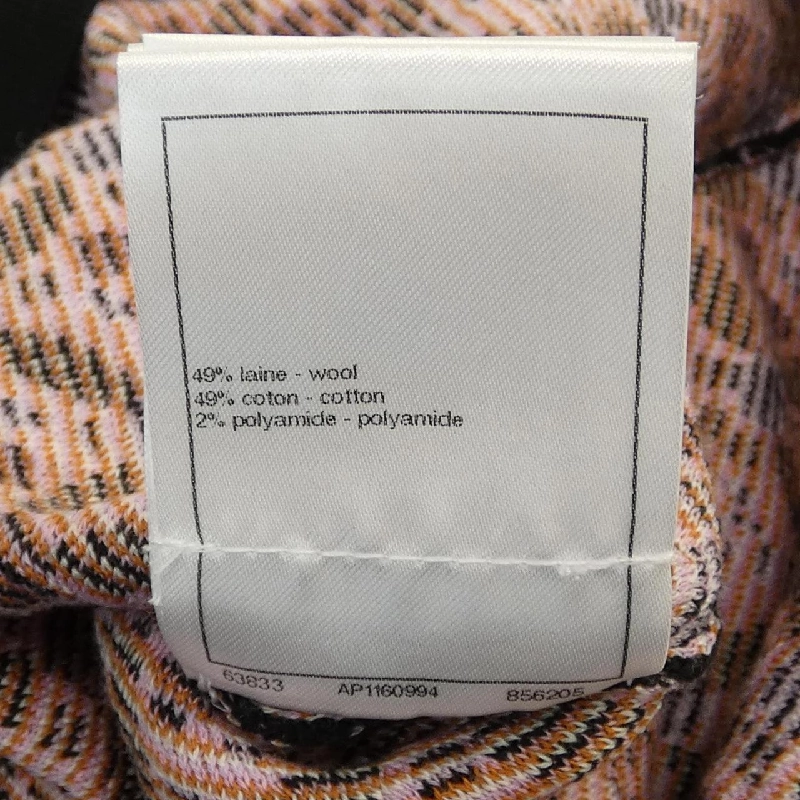 49% laine - wool
49% coton - cotton
2% polyamide - polyamide
63833 AP1160994 856205